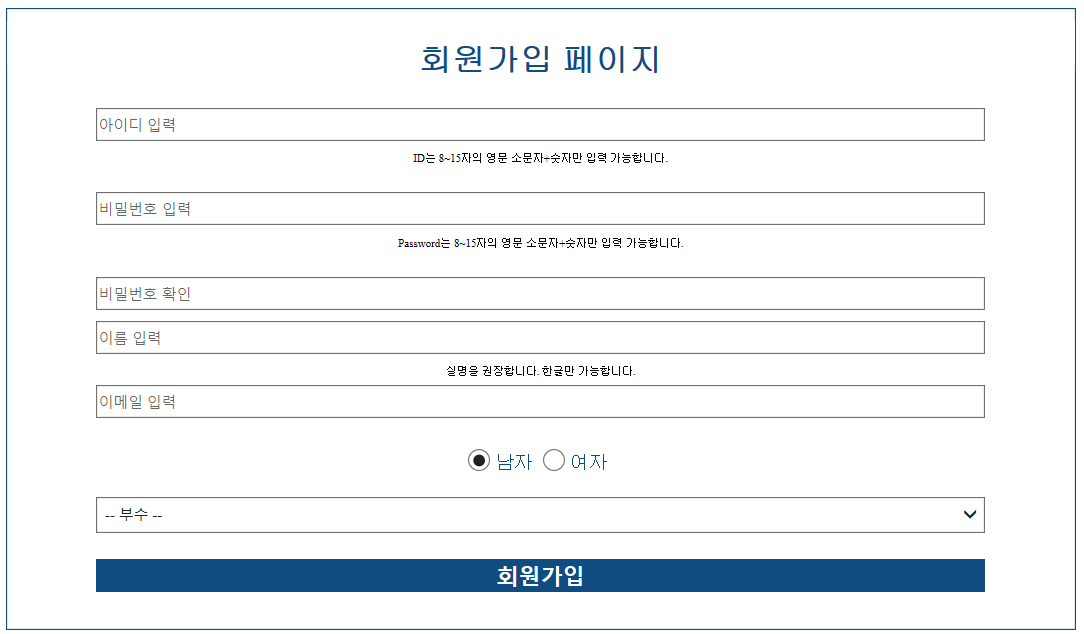 회원가입 페이지
아이디 입력
ID는 8~15자의 영문 소문자+숫자만 입력 가능합니다.
비밀번호 입력
Password는 8~15자의 영문 소문자+숫자만 입력 가능합니다.
비밀번호 확인
이름 입력
실명을 권장합니다. 한글만 가능합니다.
이메일 입력
남자 여자
-- 부수 --
회원가입